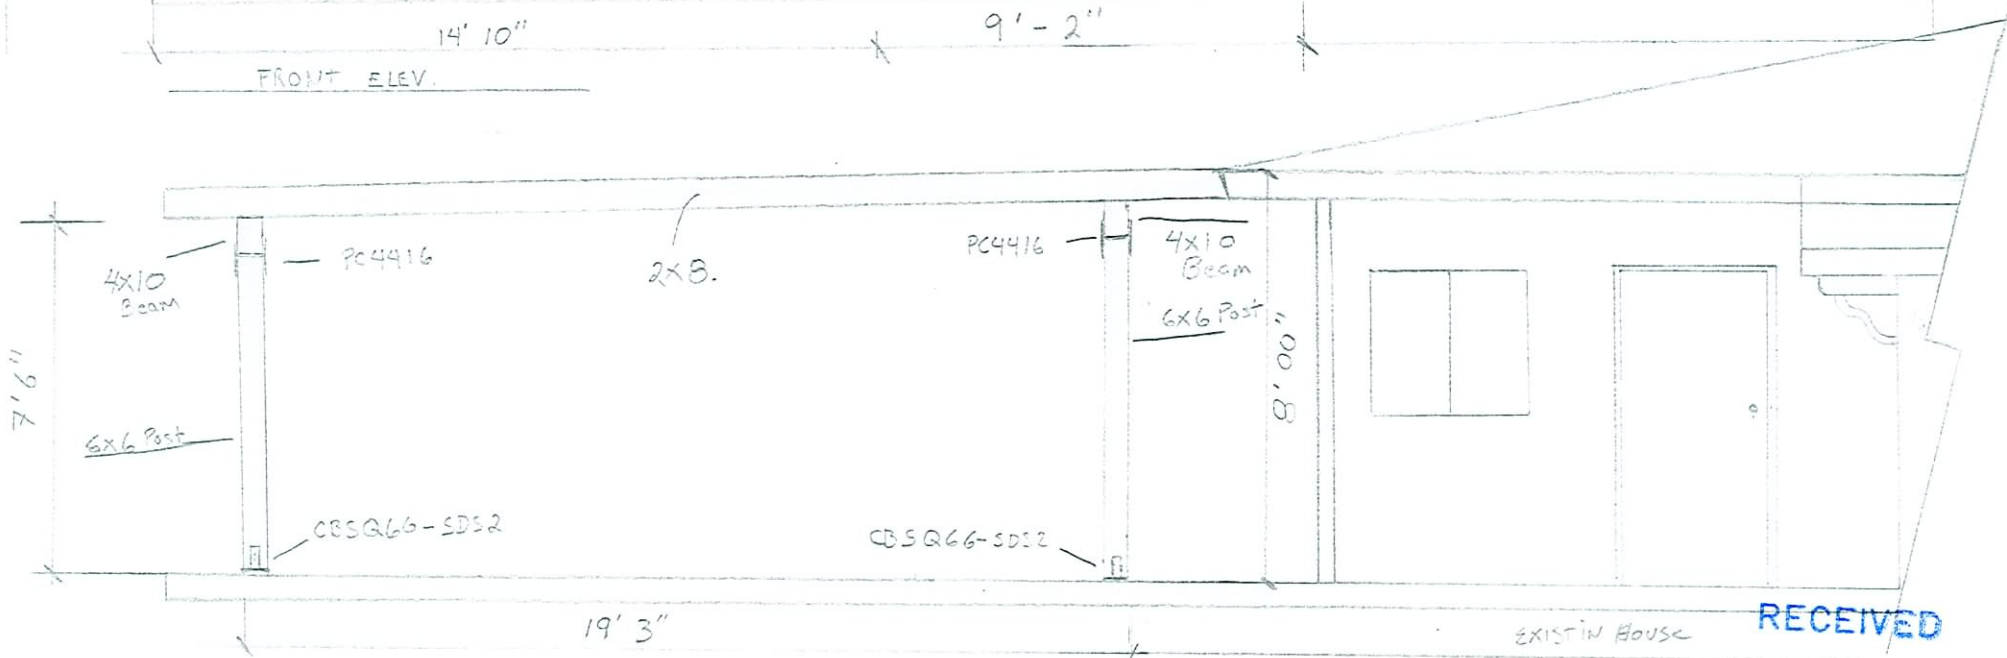 14' 10"
9' - 2"
FRONT ELEV.
4x10
Beam
PC4416
2x8.
PC4416
4x10
Beam
6x6 Post
7' 6"
8' 00"
6x6 Post
CBSQ66-SDS2
CBSQ66-SDS2
19' 3"
EXISTIN HOUSE
RECEIVED